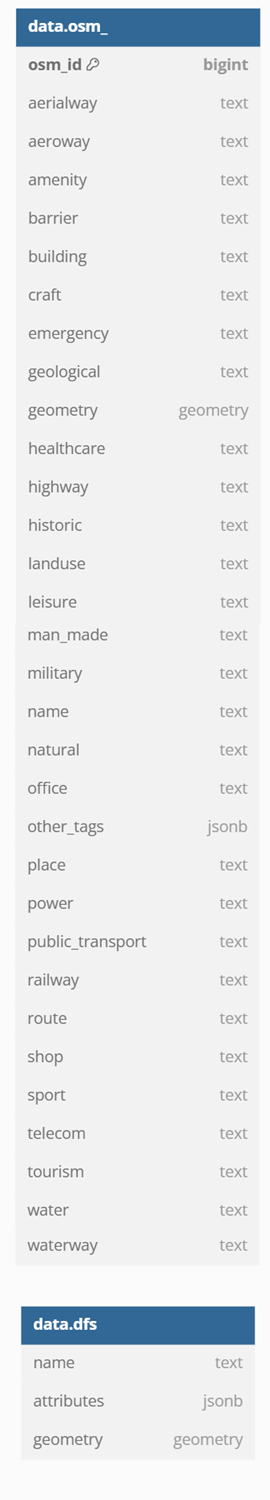 data.osm_
osm_id bigint
aerialway text
aeroway text
amenity text
barrier text
building text
craft text
emergency text
geological text
geometry geometry
healthcare text
highway text
historic text
landuse text
leisure text
man_made text
military text
name text
natural text
office text
other_tags jsonb
place text
power text
public_transport text
railway text
route text
shop text
sport text
telecom text
tourism text
water text
waterway text
data.dfs
name text
attributes jsonb
geometry geometry